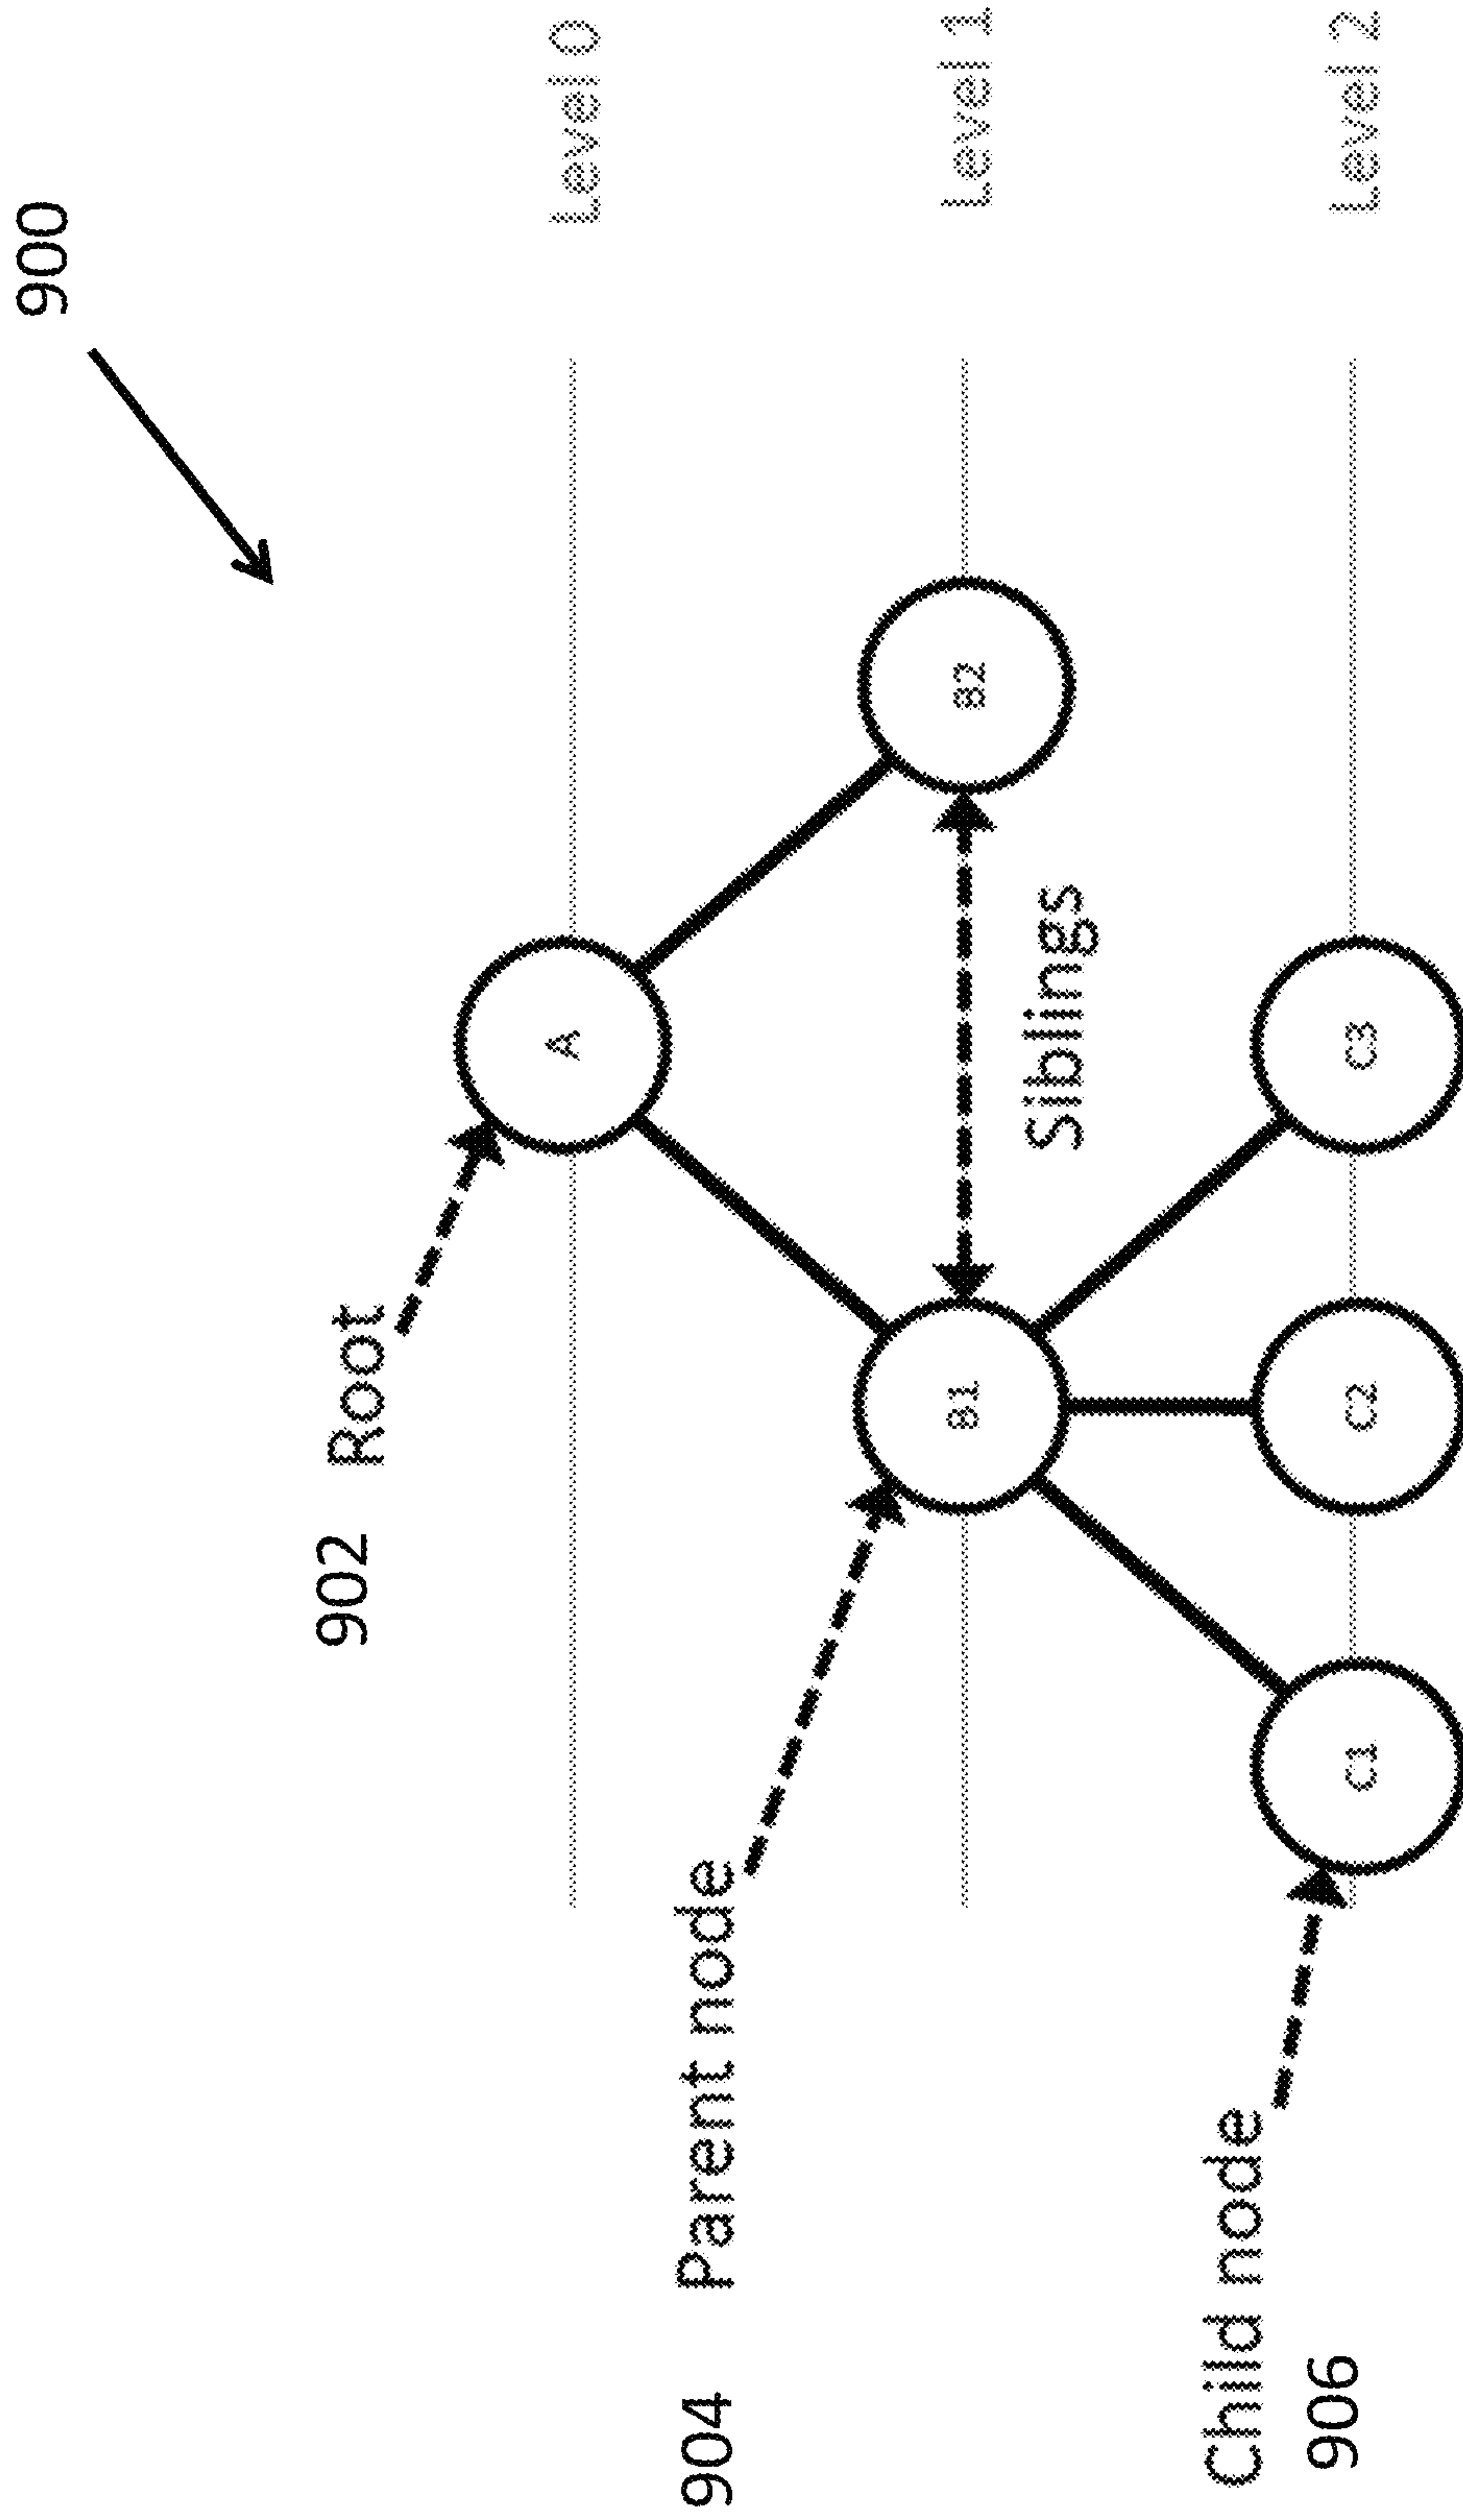 900
902 Root
Level 0
A
904 Parent node
Level 1
B1
B2
Siblings
Child node
906
Level 2
C1
C2
C3